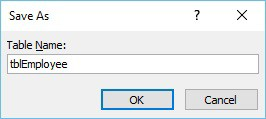 Save As ? ×
Table Name:
tblEmployee
OK Cancel